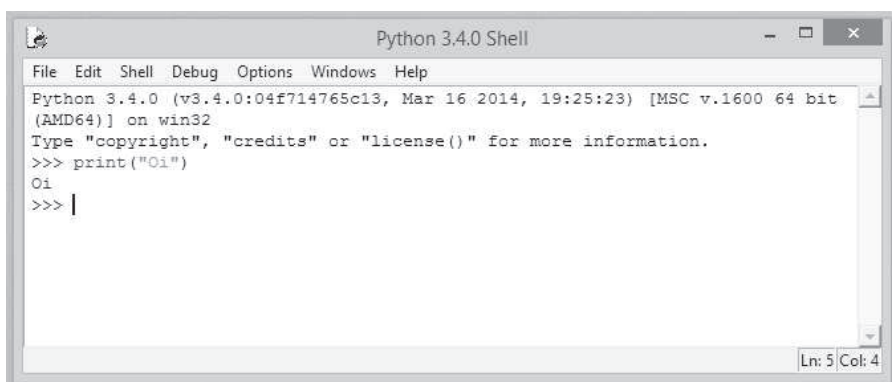 Python 3.4.0 Shell
File Edit Shell Debug Options Windows Help
Python 3.4.0 (v3.4.0:04f714765c13, Mar 16 2014, 19:25:23) [MSC v.1600 64 bit
(AMD64)] on win32
Type "copyright", "credits" or "license()" for more information.
>>> print("Oi")
Oi
>>>
Ln: 5 Col: 4